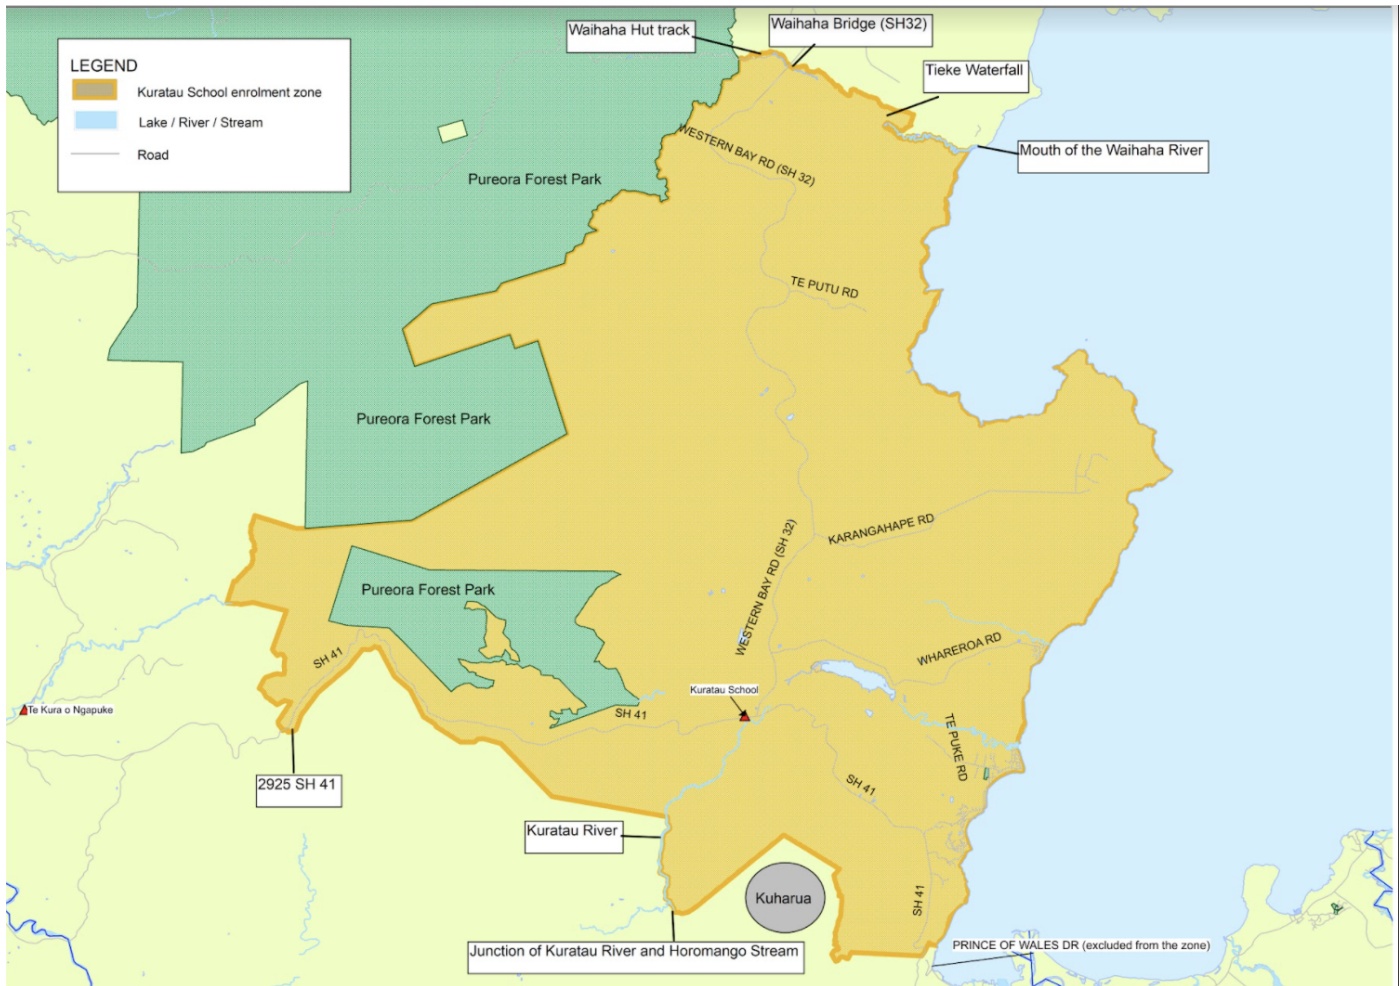 Waihaha Hut track
Waihaha Bridge (SH32)
LEGEND
Kuratau School enrolment zone
Lake / River / Stream
Road
Tieke Waterfall
Mouth of the Waihaha River
WESTERN BAY RD (SH 32)
Pureora Forest Park
TE PUTU RD
Pureora Forest Park
KARANGAHAPE RD
WESTERN BAY RD (SH 32)
Pureora Forest Park
WHAREROA RD
SH 41
Kuratau School
Te Kura o Ngapuke
SH 41
TE PUKE RD
2925 SH 41
SH 41
Kuratau River
Kuharua
SH 41
Junction of Kuratau River and Horomango Stream
PRINCE OF WALES DR (excluded from the zone)